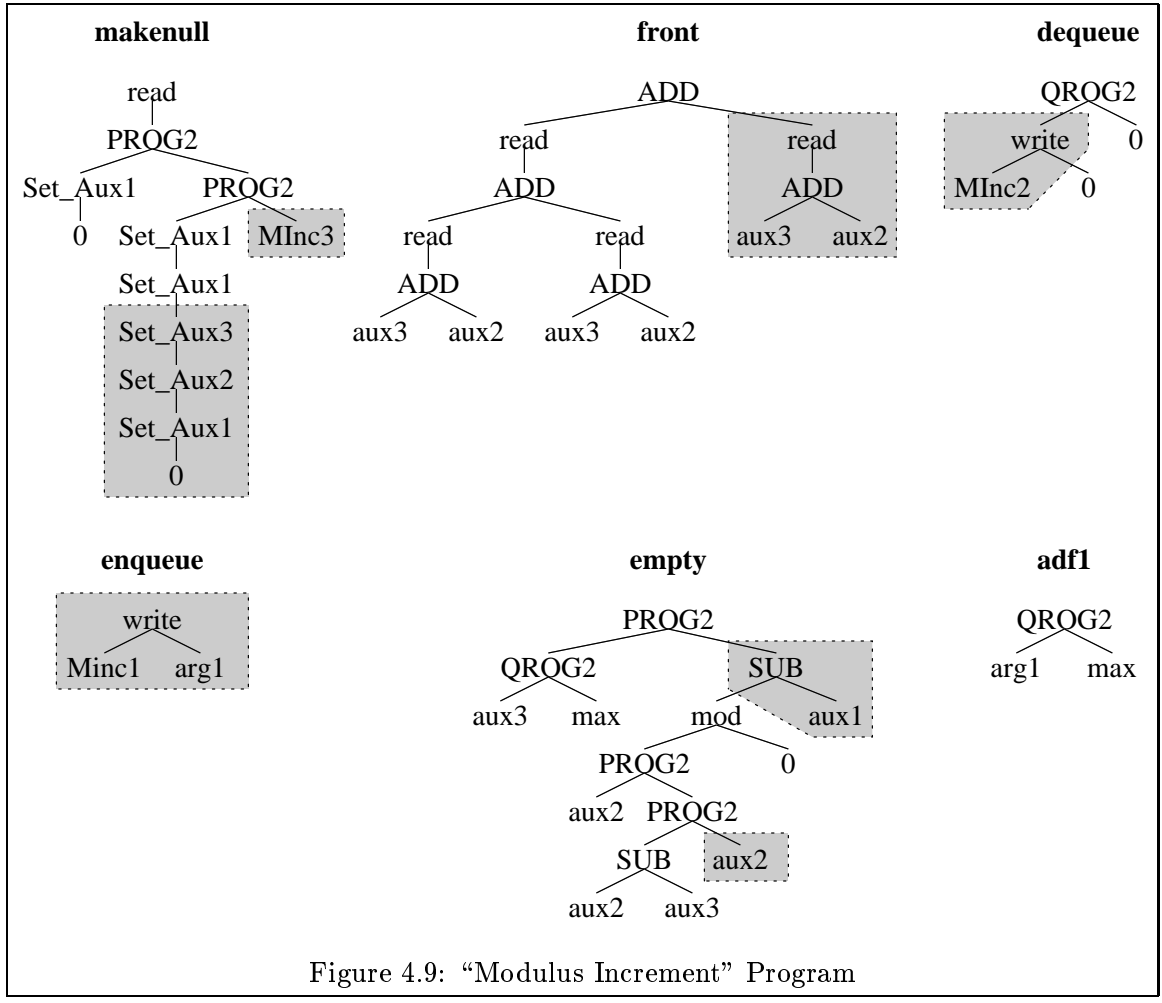 makenull front dequeue
read ADD QROG2
PROG2 read read write 0
Set_Aux1 PROG2 ADD ADD MInc2 0
0 Set_Aux1 MInc3 read read aux3 aux2
Set_Aux1 ADD ADD
Set_Aux3 aux3 aux2 aux3 aux2
Set_Aux2
Set_Aux1
0
enqueue empty adf1
write PROG2 QROG2
Minc1 arg1 QROG2 SUB arg1 max
aux3 max mod aux1
PROG2 0
aux2 PROG2
SUB aux2
aux2 aux3
Figure 4.9: “Modulus Increment” Program